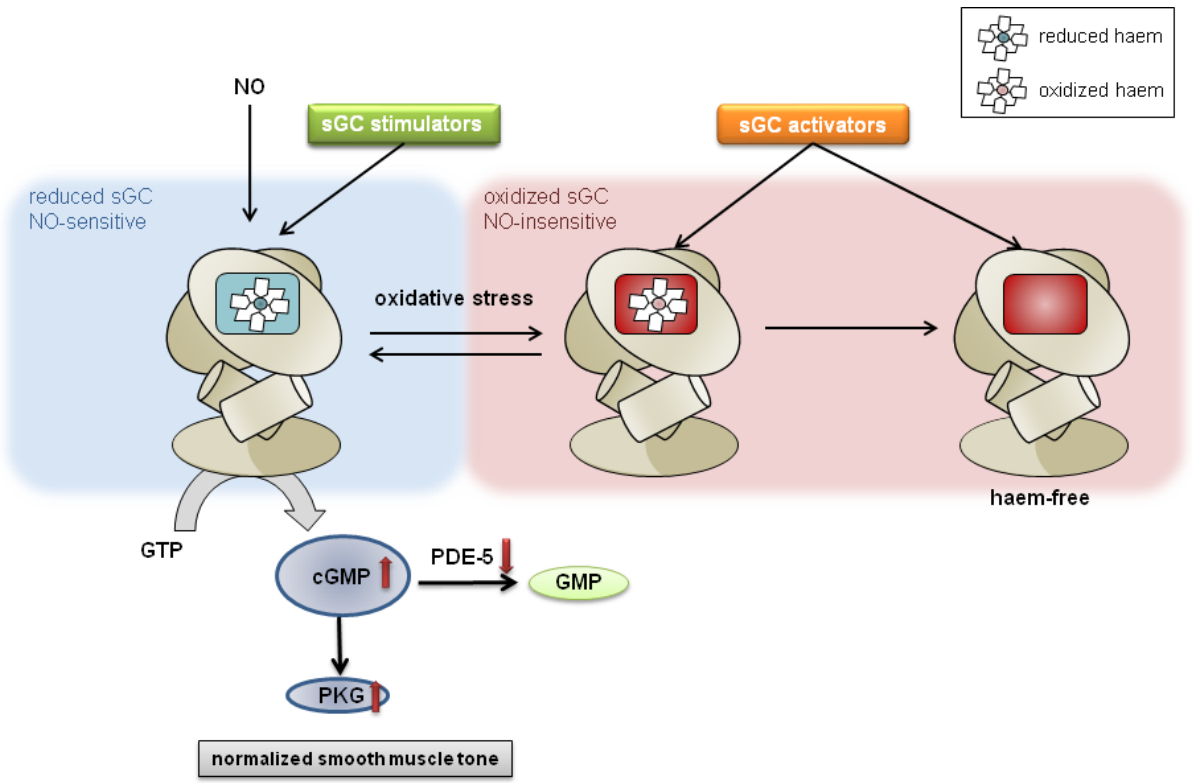 reduced haem
oxidized haem
NO
sGC stimulators
sGC activators
reduced sGC
NO-sensitive
oxidized sGC
NO-insensitive
oxidative stress
haem-free
GTP
cGMP
PDE-5
GMP
PKG
normalized smooth muscle tone